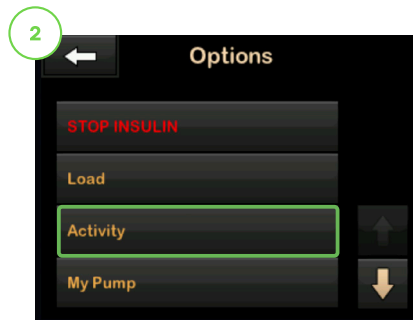 2
Options
STOP INSULIN
Load
Activity
My Pump